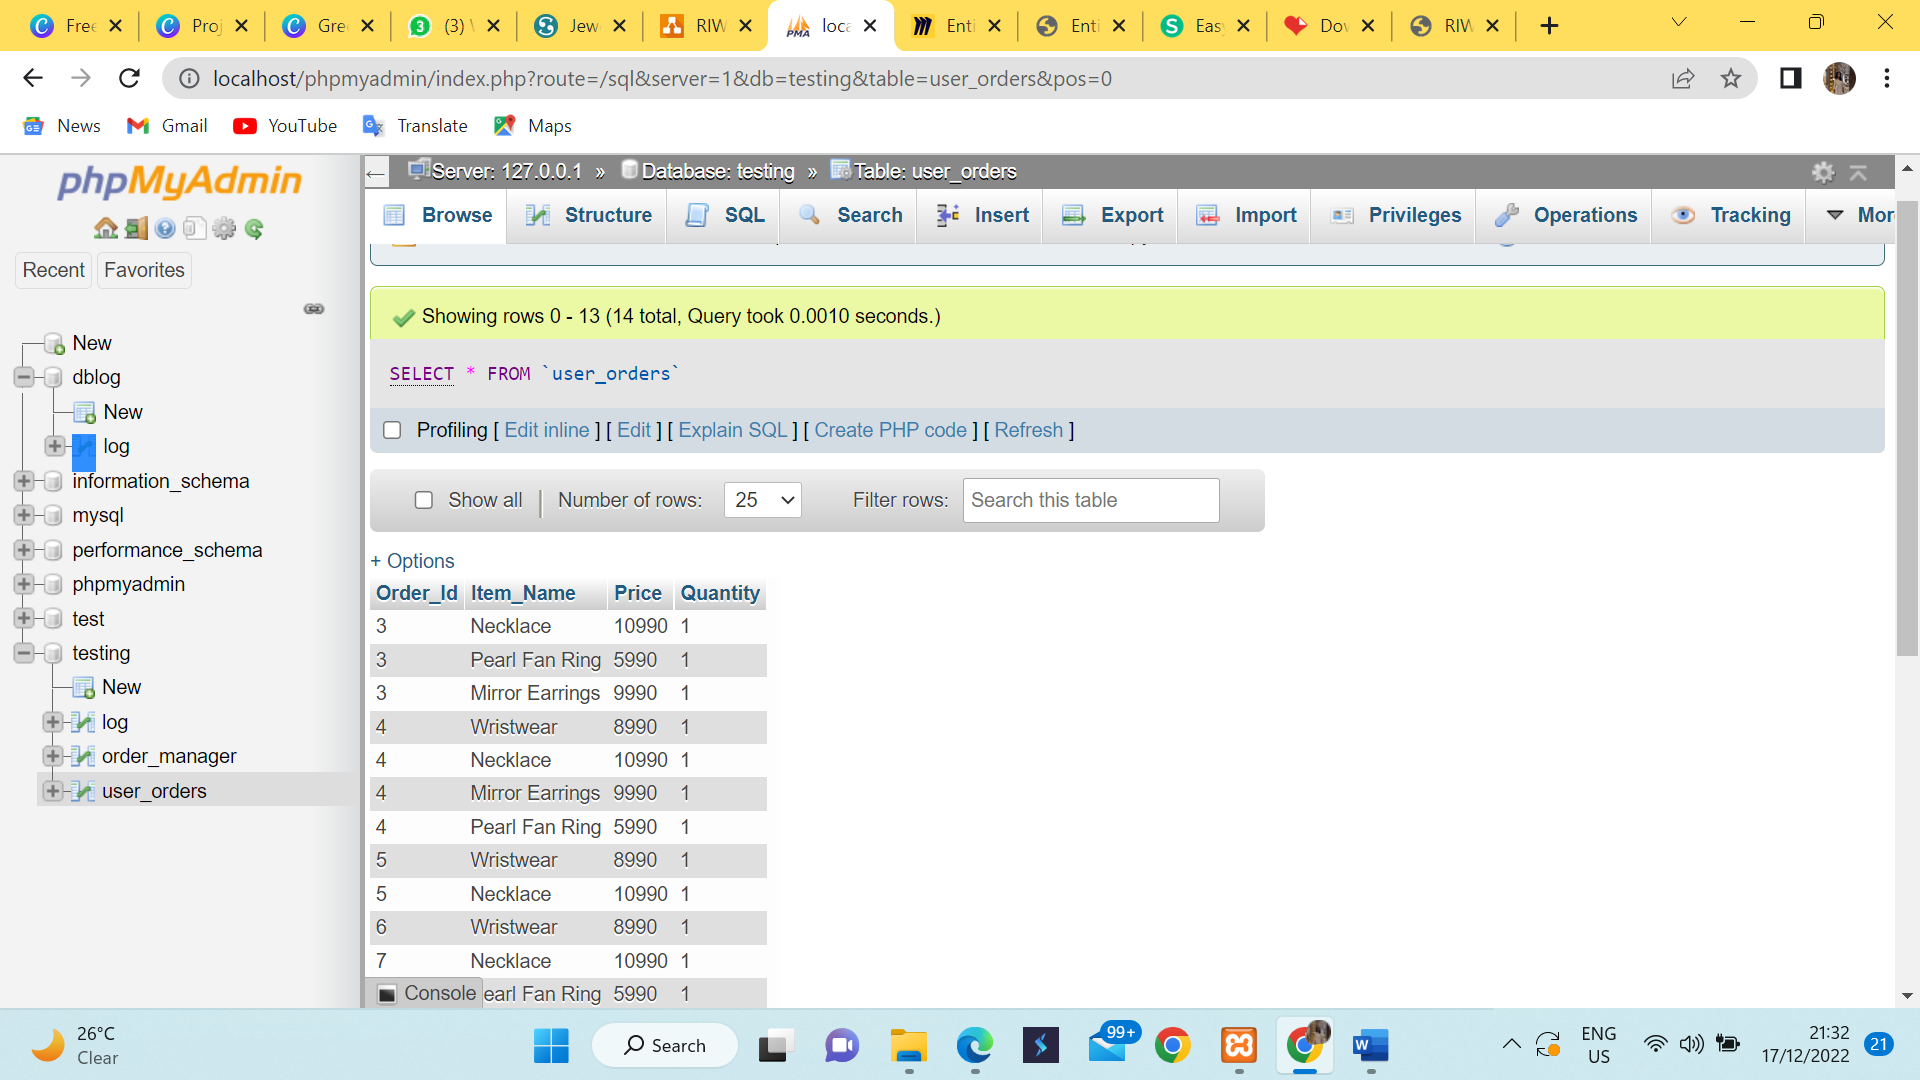 Free
Proj
Gree
(3) W
Jew
RIW
loca
Enti
Enti
Easy
Dov
RIW
localhost/phpmyadmin/index.php?route=/sql&server=1&db=testing&table=user_orders&pos=0
News
Gmail
YouTube
Translate
Maps
phpMyAdmin
Recent
Favorites
New
dblog
New
log
information_schema
mysql
performance_schema
phpmyadmin
test
testing
New
log
order_manager
user_orders
Server: 127.0.0.1 » Database: testing » Table: user_orders
Browse
Structure
SQL
Search
Insert
Export
Import
Privileges
Operations
Tracking
Mor
Showing rows 0 - 13 (14 total, Query took 0.0010 seconds.)
SELECT * FROM `user_orders`
Profiling [ Edit inline ] [ Edit ] [ Explain SQL ] [ Create PHP code ] [ Refresh ]
Show all | Number of rows: 25 Filter rows: Search this table
+ Options
Order_Id Item_Name Price Quantity
3 Necklace 10990 1
3 Pearl Fan Ring 5990 1
3 Mirror Earrings 9990 1
4 Wristwear 8990 1
4 Necklace 10990 1
4 Mirror Earrings 9990 1
4 Pearl Fan Ring 5990 1
5 Wristwear 8990 1
5 Necklace 10990 1
6 Wristwear 8990 1
7 Necklace 10990 1
earl Fan Ring 5990 1
Console
26°C
Clear
Search
99+
ENG
US
21:32
17/12/2022
21